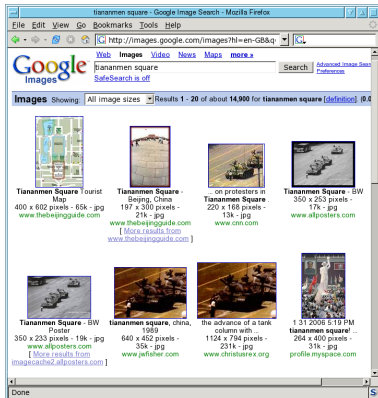 tiananmen square - Google Image Search - Mozilla Firefox
File Edit View Go Bookmarks Tools Help
http://images.google.com/images?hl=en-GB&q
Web Images Video News Maps more »
Google
Images
tiananmen square
Search
Advanced Image Sear
Preferences
SafeSearch is off
Images Showing: All image sizes Results 1 - 20 of about 14,900 for tiananmen square [definition]. (0.0
Tiananmen Square Tourist
Map
400 x 602 pixels - 65k - jpg
www.thebeijingguide.com
Tiananmen Square -
Beijing, China
197 x 300 pixels -
21k - jpg
www.thebeijingguide.com
[ More results from
www.thebeijingguide.com ]
.. on protesters in
Tiananmen Square .
220 x 168 pixels -
13k - jpg
www.cnn.com
Tiananmen Square - BW
350 x 253 pixels -
17k - jpg
www.allposters.com
Tiananmen Square - BW
Poster
350 x 233 pixels - 19k - jpg
www.allposters.com
[ More results from
imagecache2.allposters.com ]
tiananmen square, china,
1989
640 x 452 pixels -
35k - jpg
www.jwfisher.com
the advance of a tank
column with ..
1124 x 794 pixels -
231k - jpg
www.christusrex.org
1 31 2006 5:19 PM
tiananmen square! ..
264 x 400 pixels -
31k - jpg
profile.myspace.com
Done